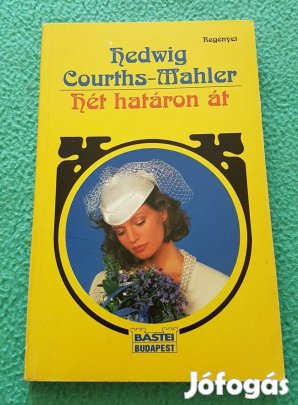 Regényei
Hedwig
Courths-Mahler
Hét határon át
BASTEI
BUDAPEST
Jófogás